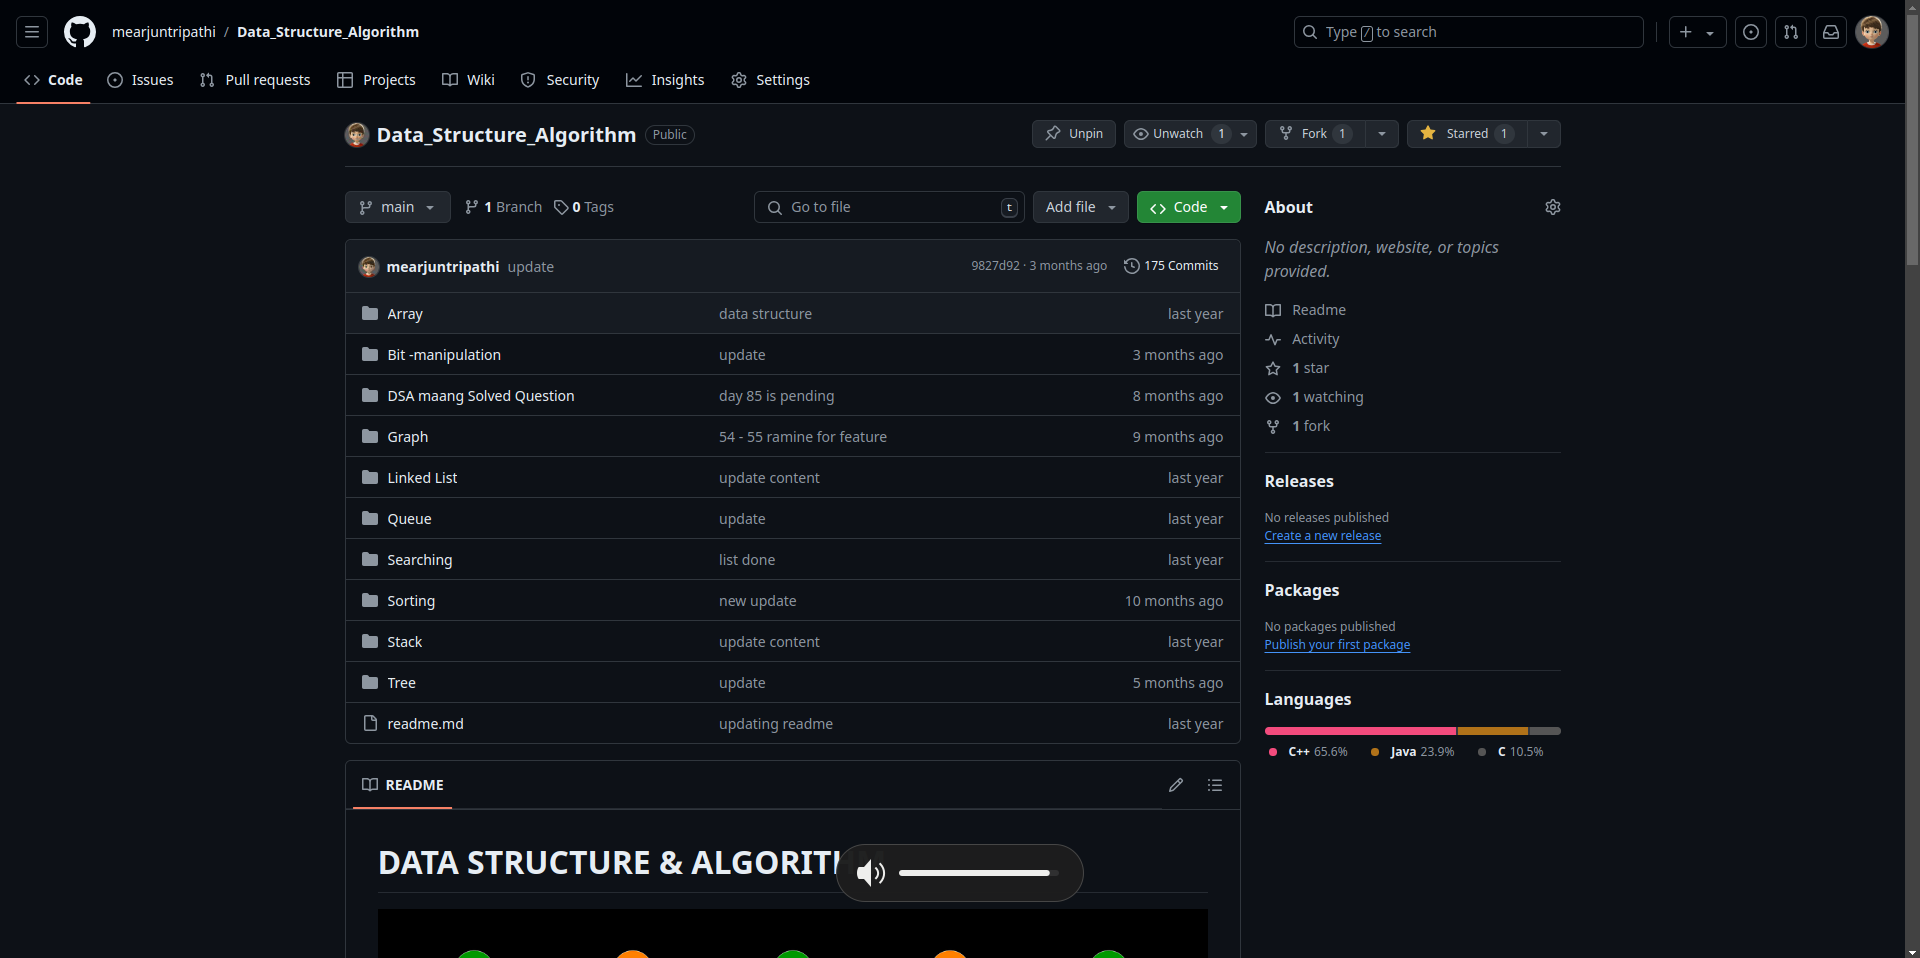 mearjuntripathi / Data_Structure_Algorithm
Type / to search
Code Issues Pull requests Projects Wiki Security Insights Settings
Data_Structure_Algorithm Public
Unpin Unwatch 1 Fork 1 Starred 1
main 1 Branch 0 Tags
Go to file t Add file Code
mearjuntripathi update 9827d92 · 3 months ago 175 Commits
Array data structure last year
Bit -manipulation update 3 months ago
DSA maang Solved Question day 85 is pending 8 months ago
Graph 54 - 55 ramine for feature 9 months ago
Linked List update content last year
Queue update last year
Searching list done last year
Sorting new update 10 months ago
Stack update content last year
Tree update 5 months ago
readme.md updating readme last year
README
DATA STRUCTURE & ALGORITH
About
No description, website, or topics
provided.
Readme
Activity
1 star
1 watching
1 fork
Releases
No releases published
Create a new release
Packages
No packages published
Publish your first package
Languages
C++ 65.6% Java 23.9% C 10.5%